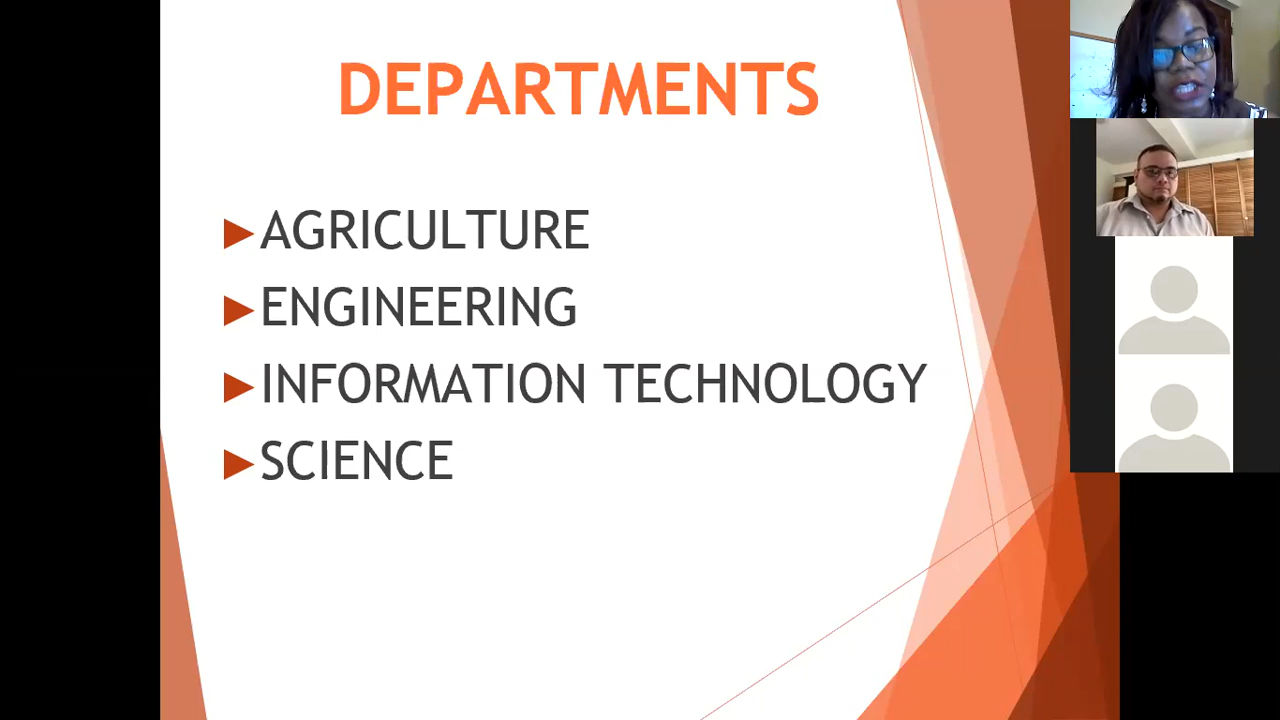 DEPARTMENTS
AGRICULTURE
ENGINEERING
INFORMATION TECHNOLOGY
SCIENCE